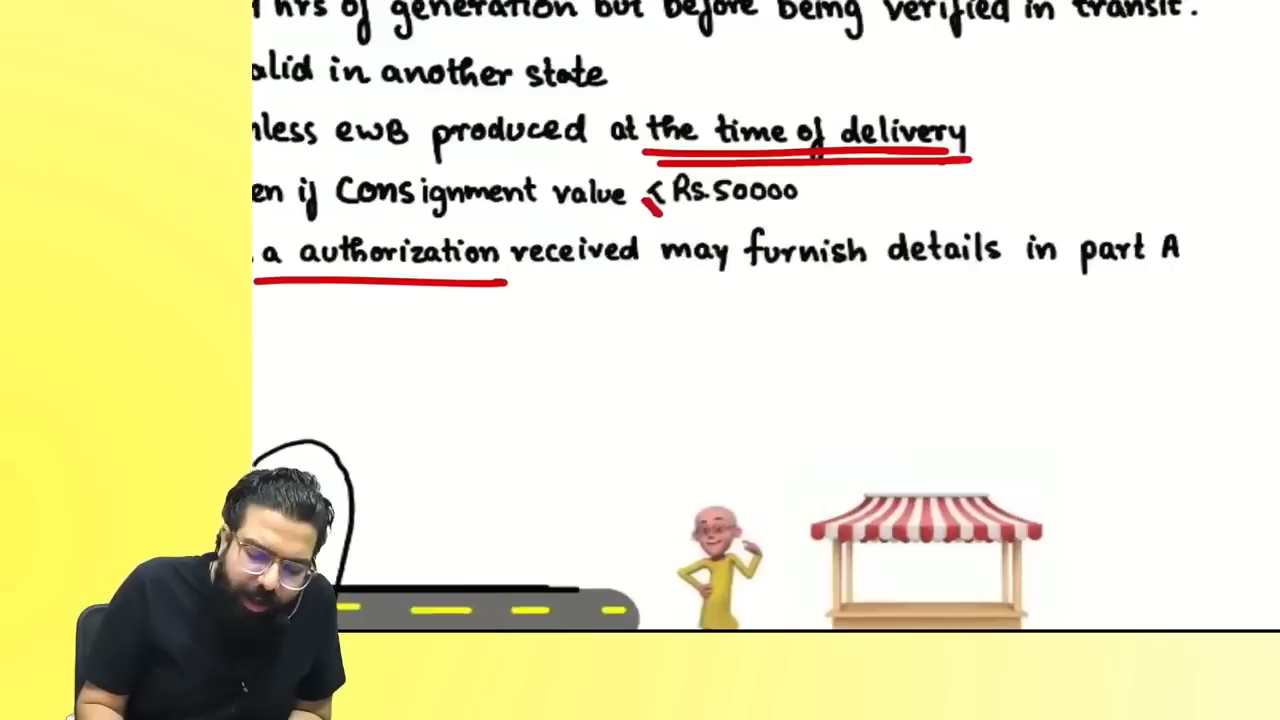 hrs of generation but before being verified in transit.
alid in another state
nless ewB produced at the time of delivery
en if Consignment value < Rs.50000
. a authorization received may furnish details in part A